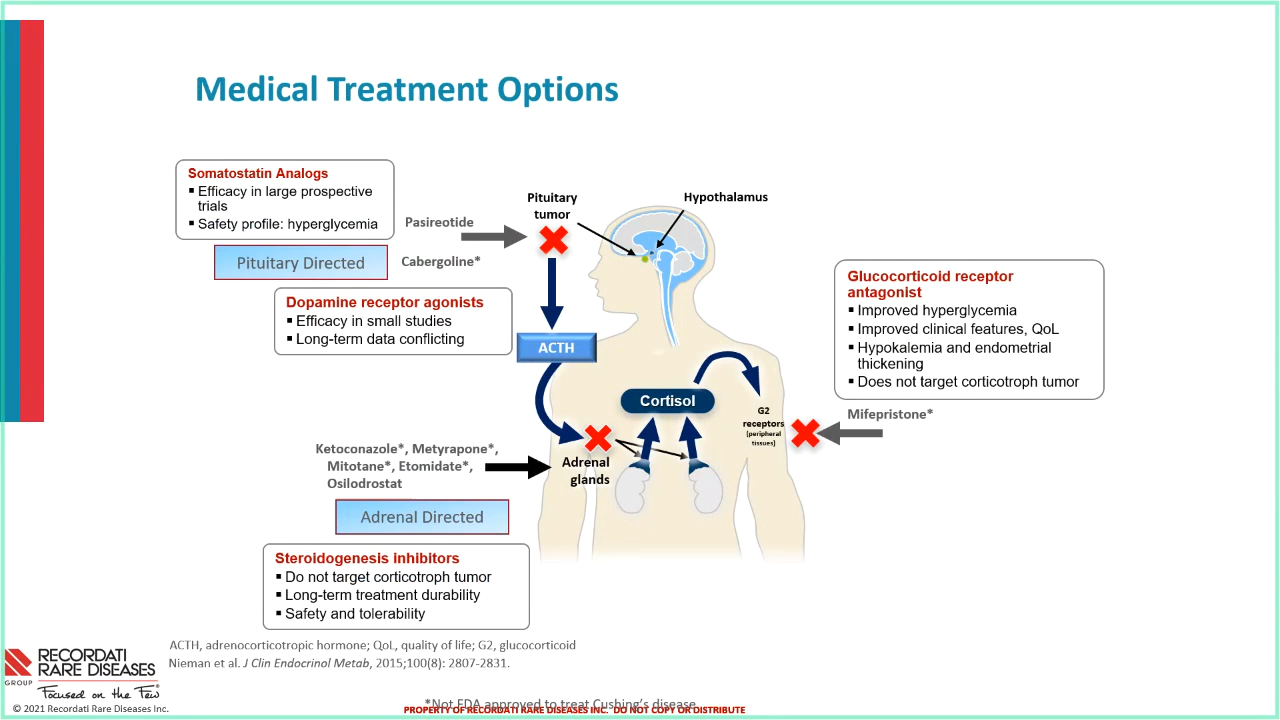 Medical Treatment Options
Somatostatin Analogs
▪ Efficacy in large prospective
trials
▪ Safety profile: hyperglycemia
Pituitary Directed
Pasireotide
Cabergoline*
Dopamine receptor agonists
▪ Efficacy in small studies
▪ Long-term data conflicting
Pituitary
tumor
Hypothalamus
ACTH
Cortisol
G2
receptors
(peripheral
tissues)
Glucocorticoid receptor
antagonist
▪ Improved hyperglycemia
▪ Improved clinical features, QoL
▪ Hypokalemia and endometrial
thickening
▪ Does not target corticotroph tumor
Mifepristone*
Ketoconazole*, Metyrapone*,
Mitotane*, Etomidate*,
Osilodrostat
Adrenal
glands
Adrenal Directed
Steroidogenesis inhibitors
▪ Do not target corticotroph tumor
▪ Long-term treatment durability
▪ Safety and tolerability
ACTH, adrenocorticotropic hormone; QoL, quality of life; G2, glucocorticoid
Nieman et al. J Clin Endocrinol Metab, 2015;100(8): 2807-2831.
RECORDATI
RARE DISEASES
GROUP
Focused on the Few®
© 2021 Recordati Rare Diseases Inc.
*Not FDA approved to treat Cushing's disease
PROPERTY OF RECORDATI RARE DISEASES INC. DO NOT COPY OR DISTRIBUTE